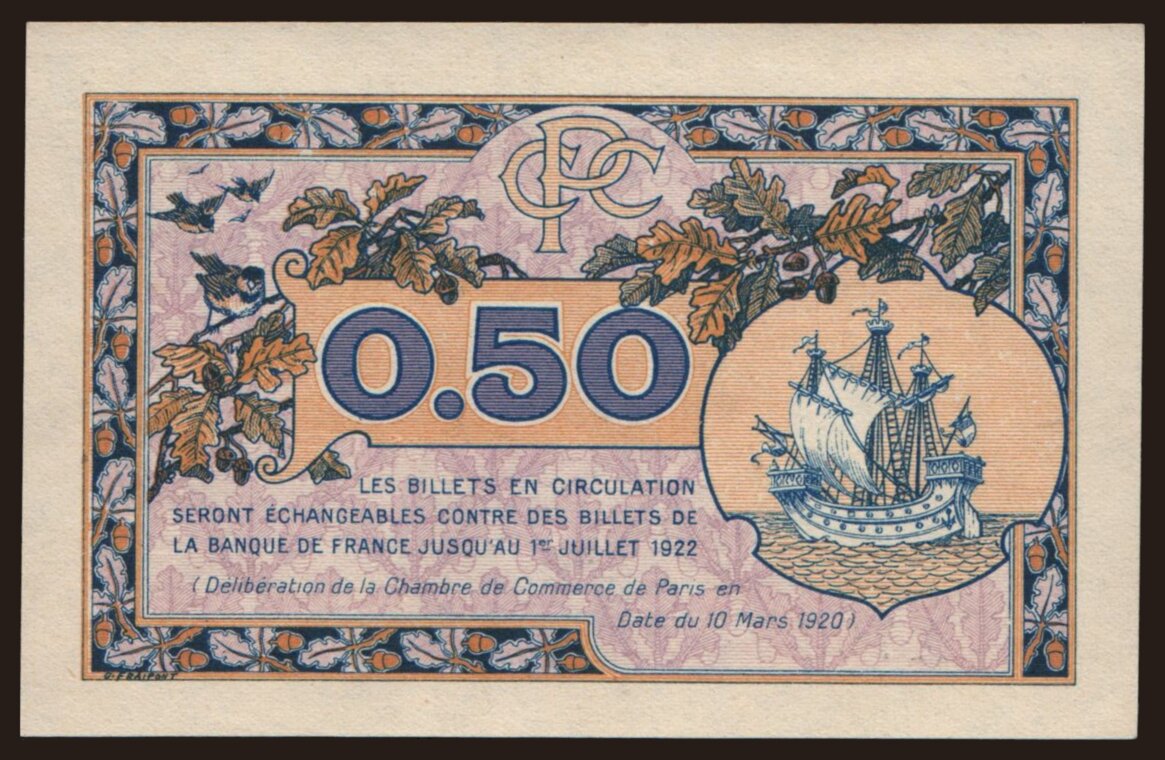 CPC
0.50
LES BILLETS EN CIRCULATION
SERONT ÉCHANGEABLES CONTRE DES BILLETS DE
LA BANQUE DE FRANCE JUSQU'AU 1er JUILLET 1922
(Délibération de la Chambre de Commerce de Paris en
Date du 10 Mars 1920)
G. FRAIPONT